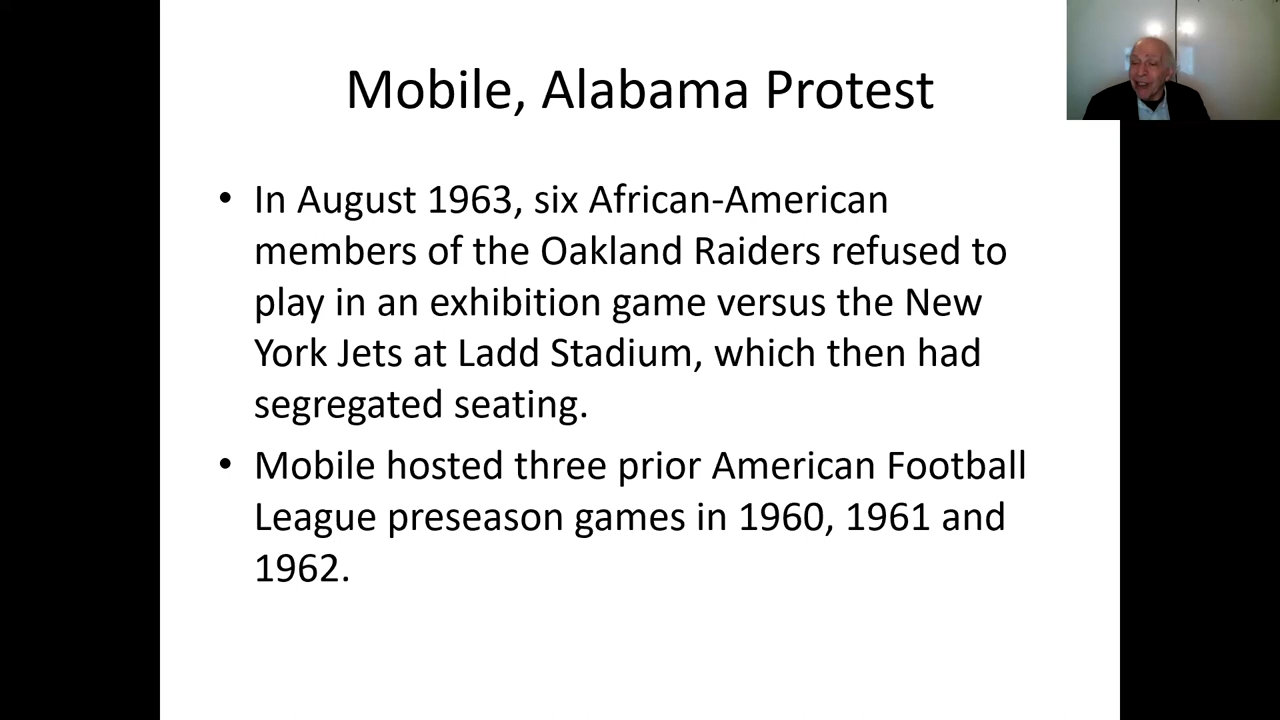 Mobile, Alabama Protest
• In August 1963, six African-American
members of the Oakland Raiders refused to
play in an exhibition game versus the New
York Jets at Ladd Stadium, which then had
segregated seating.
• Mobile hosted three prior American Football
League preseason games in 1960, 1961 and
1962.